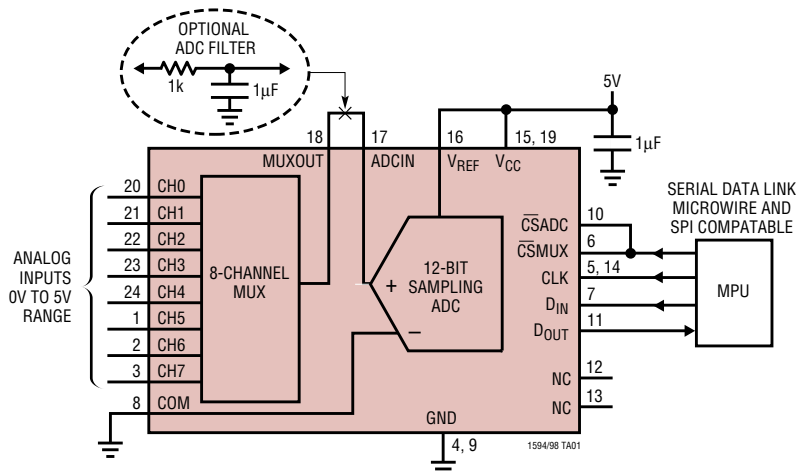 OPTIONAL
ADC FILTER
1k
1µF
5V
18
17
16
15, 19
1µF
MUXOUT
ADCIN
VREF
VCC
SERIAL DATA LINK
MICROWIRE AND
SPI COMPATABLE
20 CH0
21 CH1
22 CH2
23 CH3
24 CH4
1 CH5
2 CH6
3 CH7
8 COM
ANALOG
INPUTS
0V TO 5V
RANGE
8-CHANNEL
MUX
+
–
12-BIT
SAMPLING
ADC
CSADC 10
CSMUX 6
CLK 5, 14
DIN 7
DOUT 11
NC 12
NC 13
MPU
GND
4, 9
1594/98 TA01